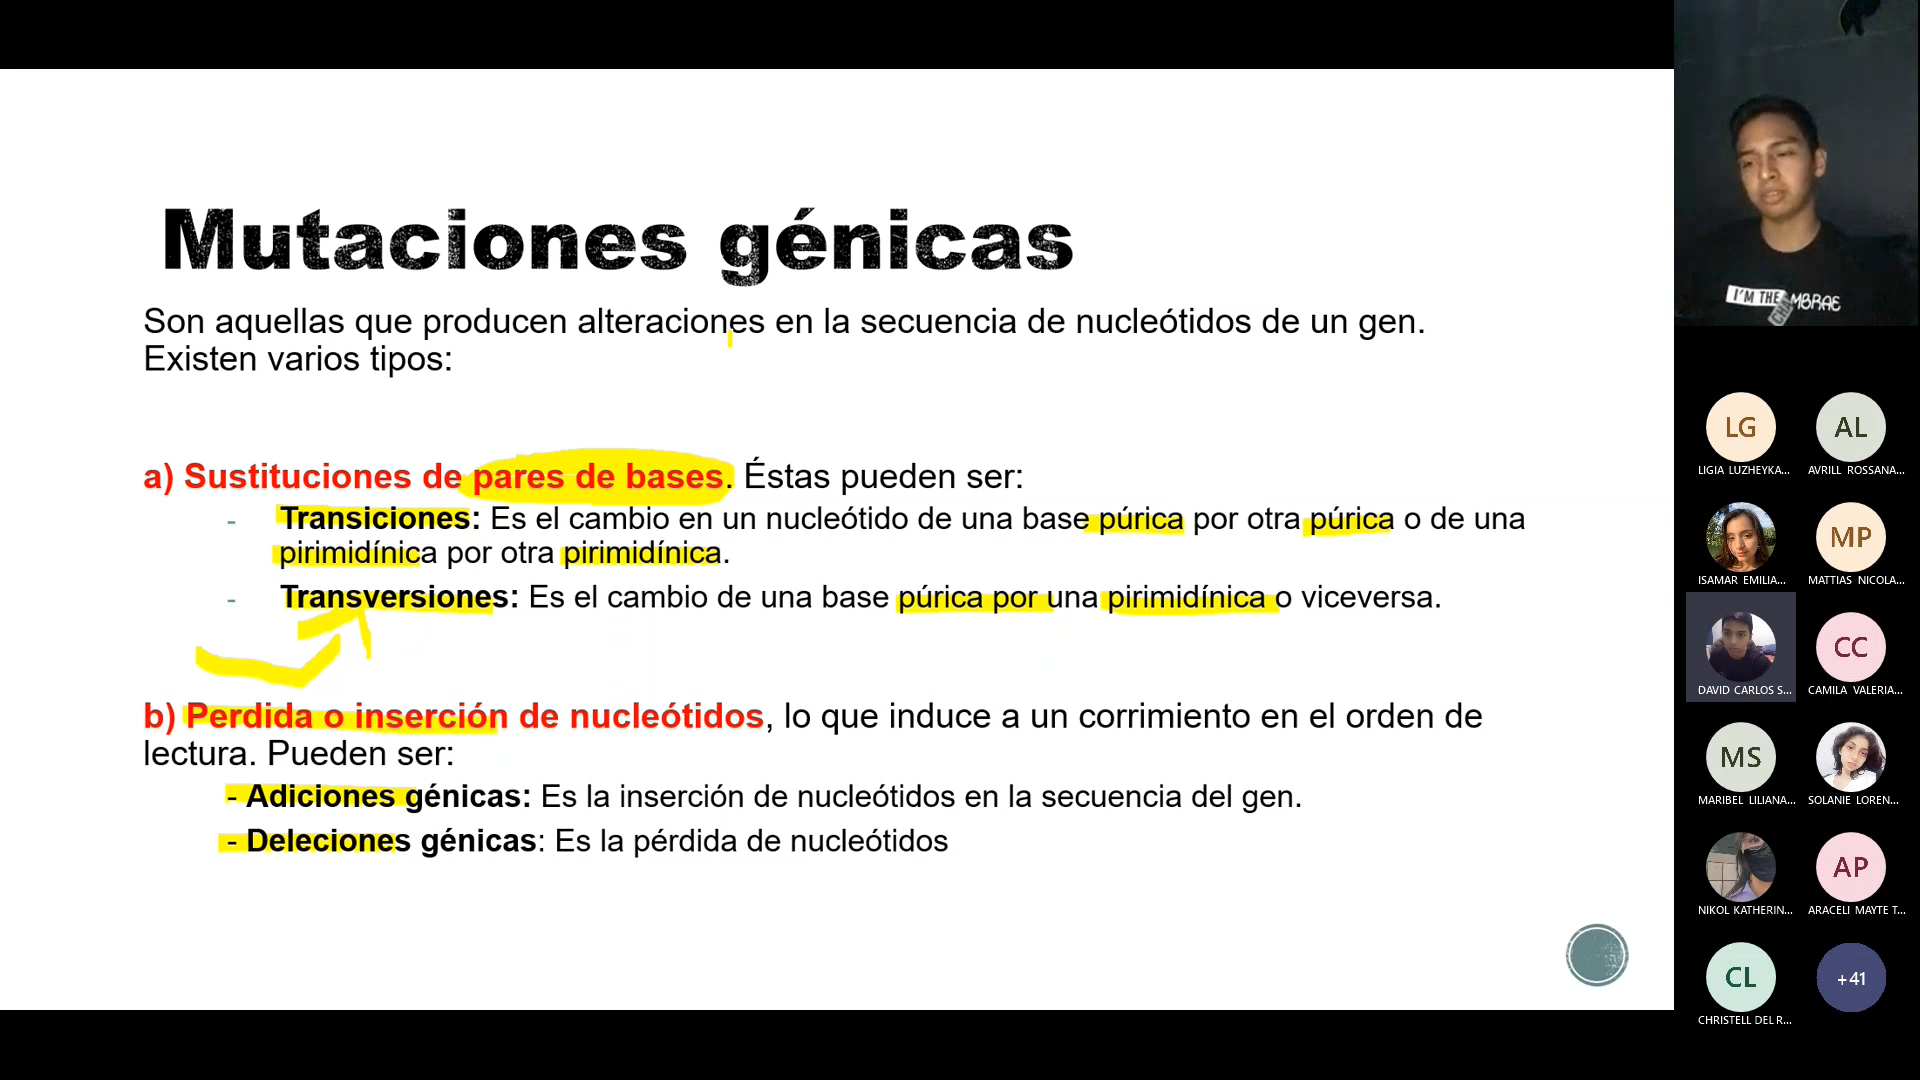 Mutaciones génicas
Son aquellas que producen alteraciones en la secuencia de nucleótidos de un gen.
Existen varios tipos:
a) Sustituciones de pares de bases. Éstas pueden ser:
- Transiciones: Es el cambio en un nucleótido de una base púrica por otra púrica o de una
pirimidínica por otra pirimidínica.
- Transversiones: Es el cambio de una base púrica por una pirimidínica o viceversa.
b) Perdida o inserción de nucleótidos, lo que induce a un corrimiento en el orden de
lectura. Pueden ser:
- Adiciones génicas: Es la inserción de nucleótidos en la secuencia del gen.
- Deleciones génicas: Es la pérdida de nucleótidos
I'M THE
LG
AL
LIGIA LUZHEYKA...
AVRILL ROSSANA...
MP
ISAMAR EMILIA...
MATTIAS NICOLA...
CC
DAVID CARLOS S...
CAMILA VALERIA...
MS
MARIBEL LILIANA...
SOLANIE LOREN...
AP
NIKOL KATHERIN...
ARACELI MAYTE T...
CL
+41
CHRISTELL DEL R...